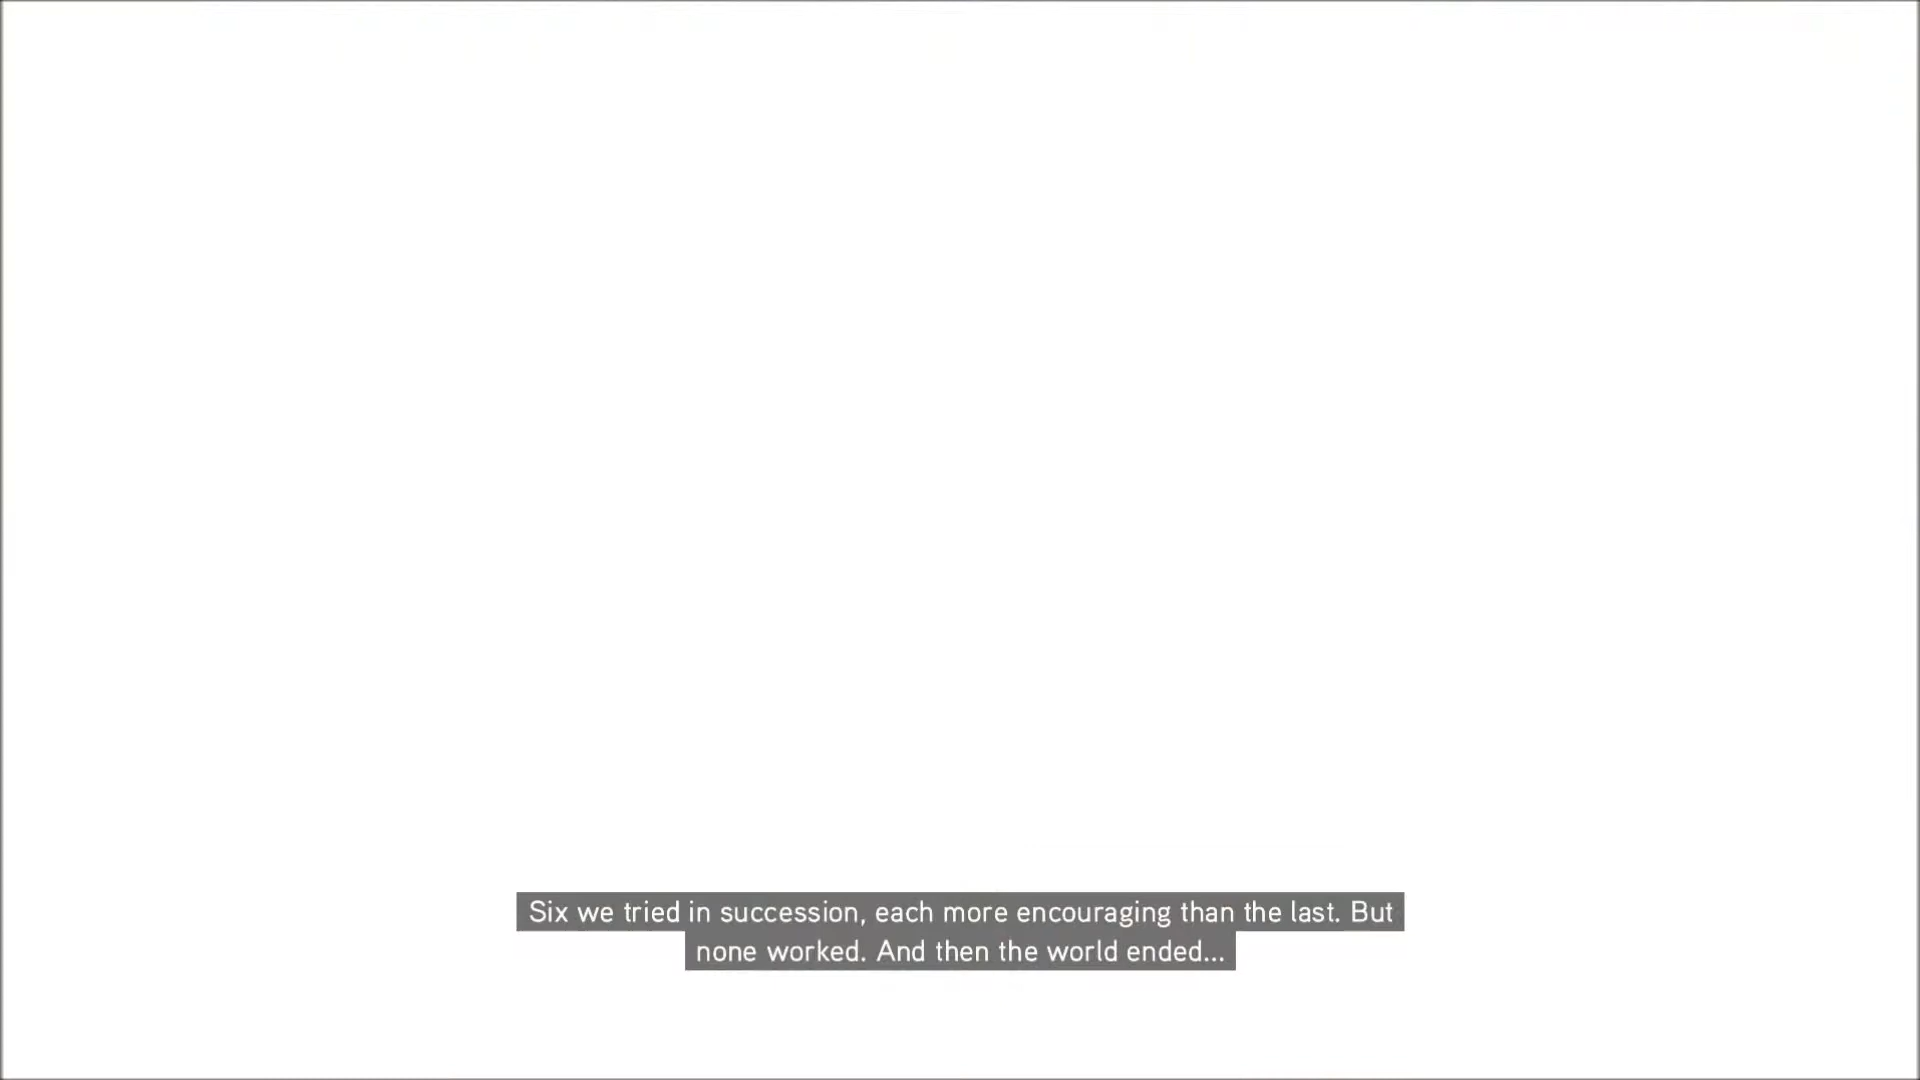 Six we tried in succession, each more encouraging than the last. But
none worked. And then the world ended...